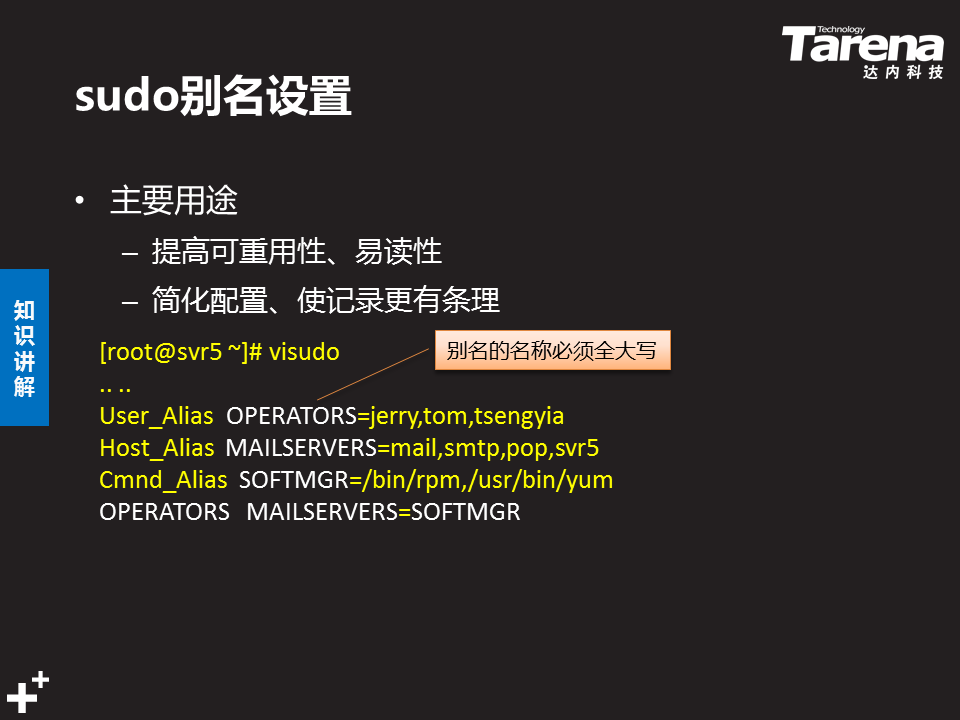 Technology
Tarena
达内科技
sudo别名设置
• 主要用途
– 提高可重用性、易读性
– 简化配置、使记录更有条理
知识讲解
[root@svr5 ~]# visudo
别名的名称必须全大写
.. ..
User_Alias OPERATORS=jerry,tom,tsengyia
Host_Alias MAILSERVERS=mail,smtp,pop,svr5
Cmnd_Alias SOFTMGR=/bin/rpm,/usr/bin/yum
OPERATORS MAILSERVERS=SOFTMGR